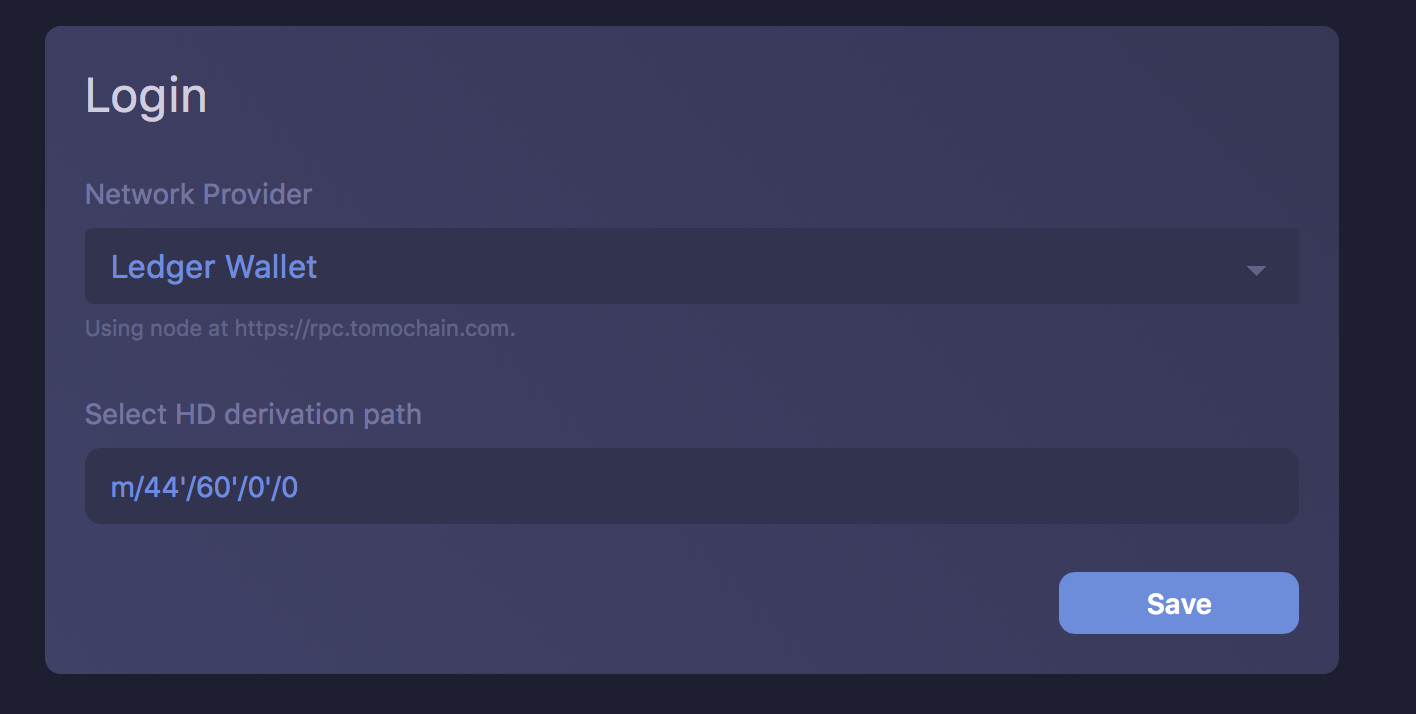 Login
Network Provider
Ledger Wallet
Using node at https://rpc.tomochain.com.
Select HD derivation path
m/44'/60'/0'/0
Save